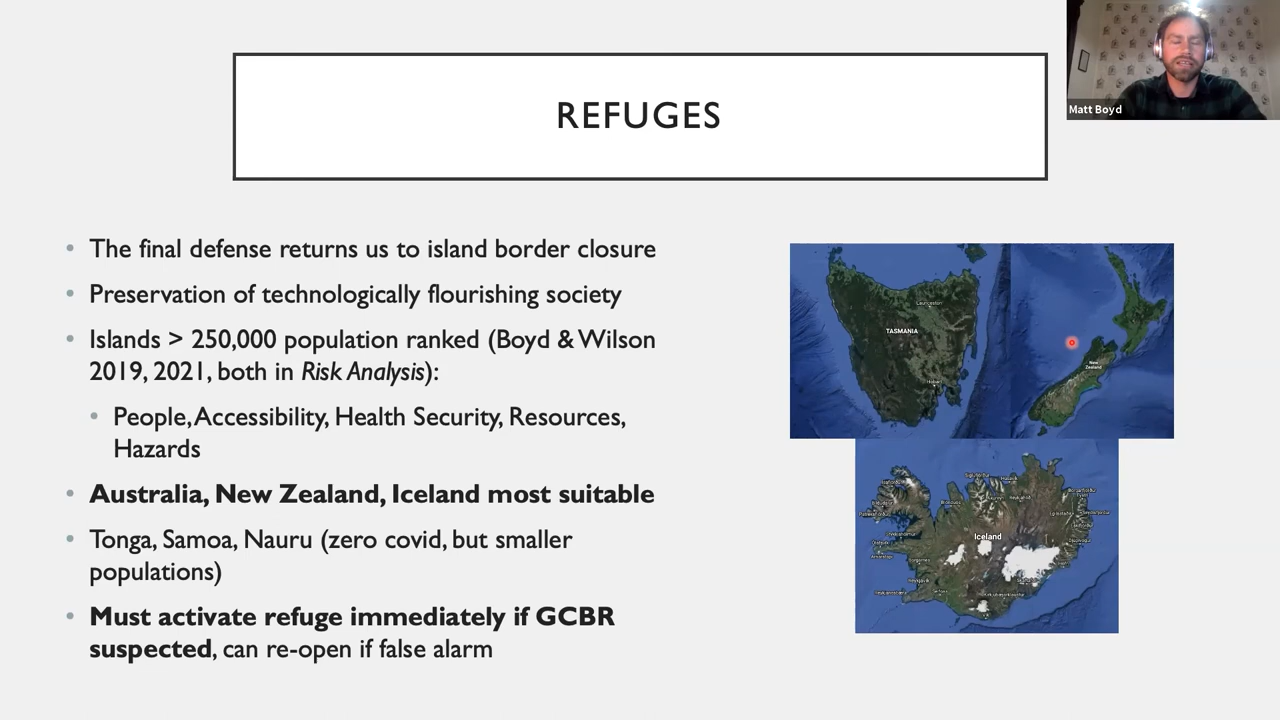 Matt Boyd
REFUGES
The final defense returns us to island border closure
Preservation of technologically flourishing society
Islands > 250,000 population ranked (Boyd & Wilson
2019, 2021, both in Risk Analysis):
People, Accessibility, Health Security, Resources,
Hazards
Australia, New Zealand, Iceland most suitable
Tonga, Samoa, Nauru (zero covid, but smaller
populations)
Must activate refuge immediately if GCBR
suspected, can re-open if false alarm
Launceston
TASMANIA
Hobart
New
Zealand
Iceland